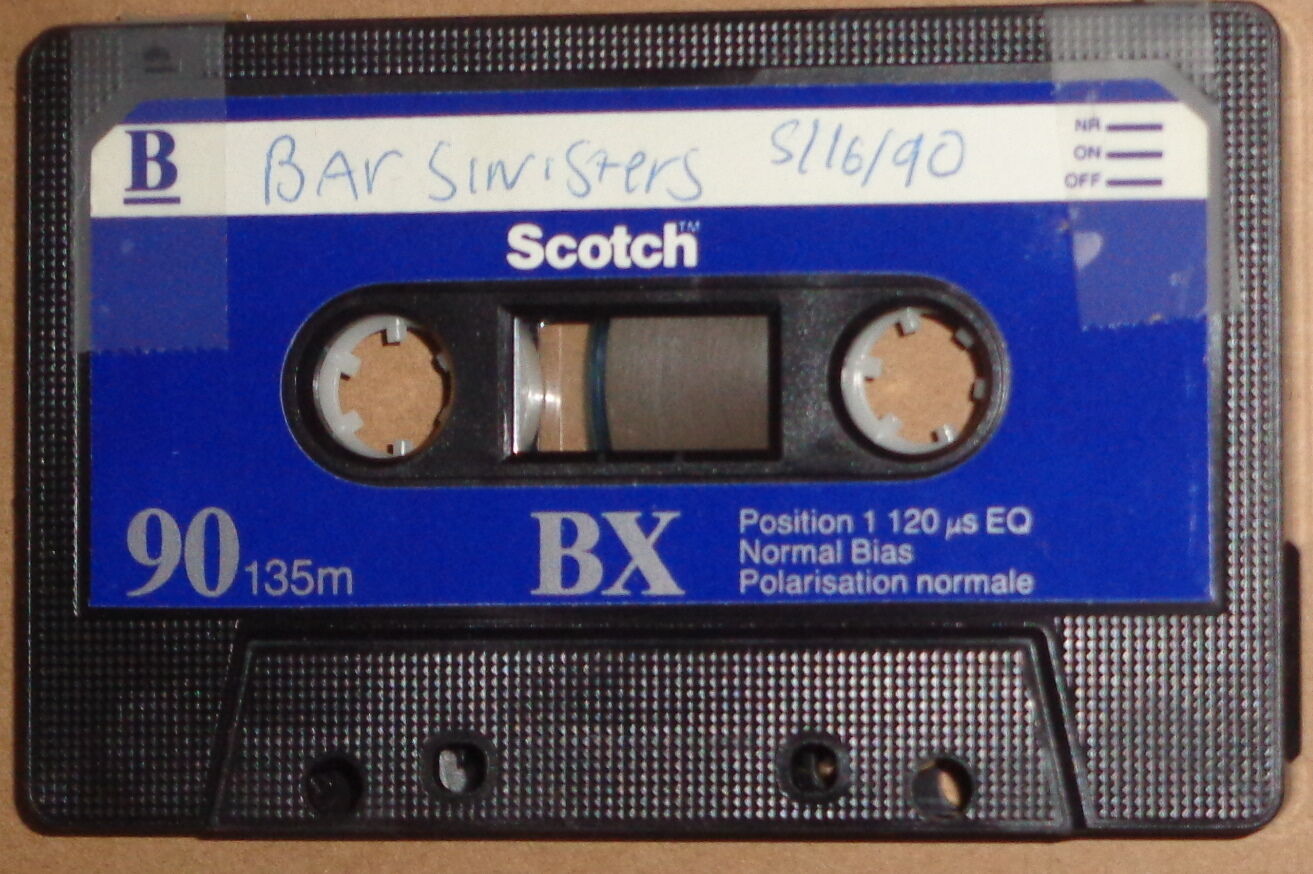 B BAr SiNiSters 5/16/90
NR
ON
OFF
Scotch™
90 135m
BX
Position 1 120 µs EQ
Normal Bias
Polarisation normale